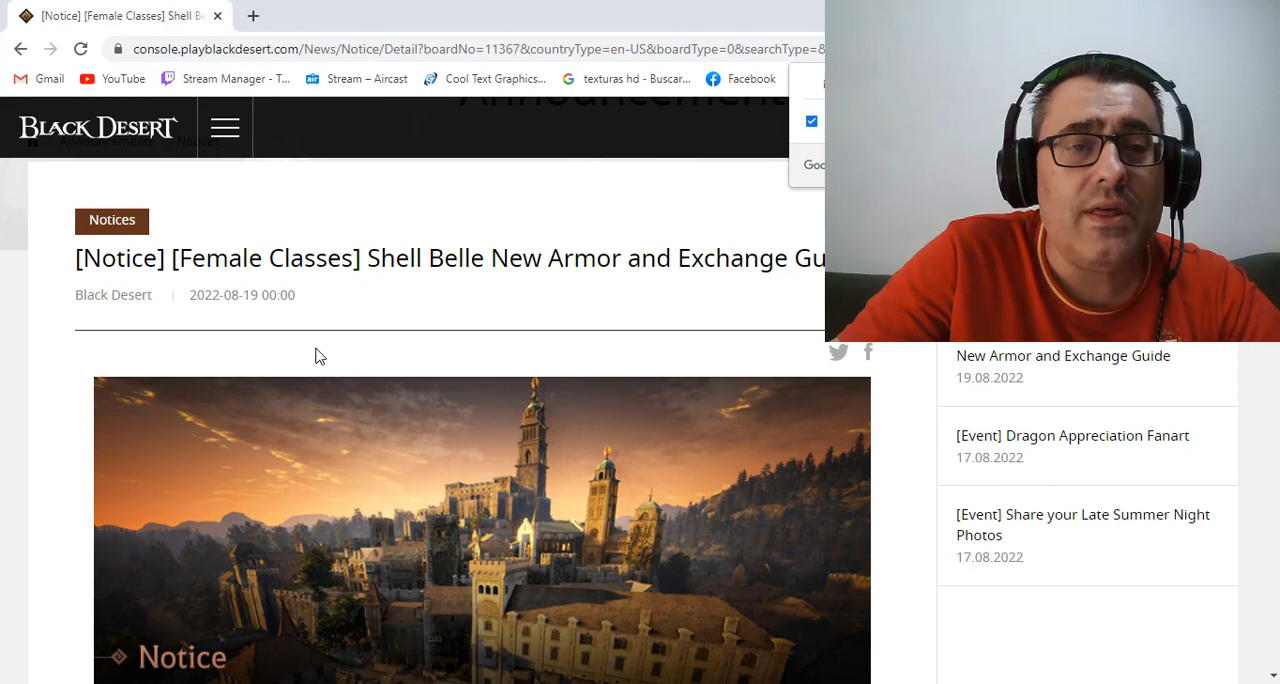 [Notice] [Female Classes] Shell Be
console.playblackdesert.com/News/Notice/Detail?boardNo=11367&countryType=en-US&boardType=0&searchType=&
Gmail YouTube Stream Manager - T... Stream – Aircast Cool Text Graphics... texturas hd - Buscar... Facebook
Announcement
BLACK DESERT
Announcements Notices
Goo
Notices
[Notice] [Female Classes] Shell Belle New Armor and Exchange Gu
Black Desert | 2022-08-19 00:00
New Armor and Exchange Guide
19.08.2022
[Event] Dragon Appreciation Fanart
17.08.2022
[Event] Share your Late Summer Night
Photos
17.08.2022
Notice